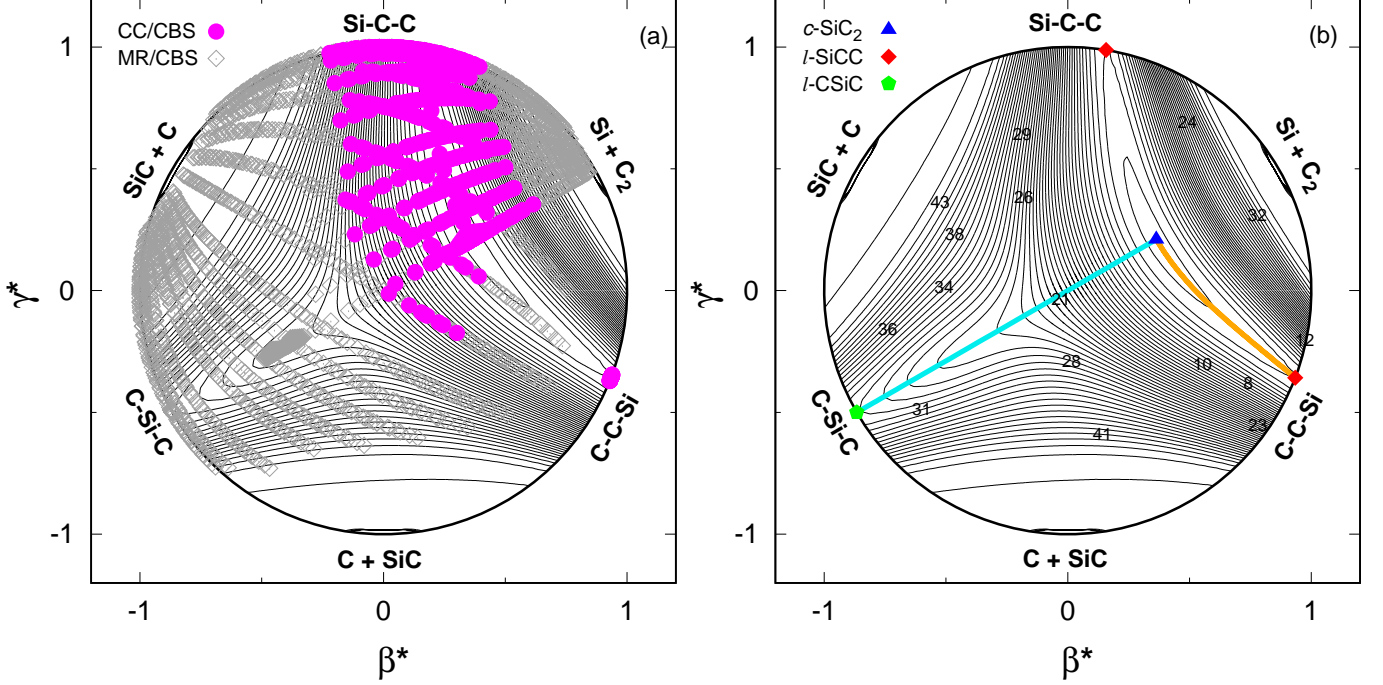 Si-C-C
CC/CBS
MR/CBS
(a)
SiC + C
Si + C2
C-Si-C
C-C-Si
C + SiC
1
0
-1
γ*
-1
0
1
β*
Si-C-C
c-SiC2
l-SiCC
l-CSiC
(b)
SiC + C
Si + C2
C-Si-C
C-C-Si
C + SiC
29
24
26
43
38
32
34
21
36
12
28
10
8
31
23
41
1
0
-1
γ*
-1
0
1
β*